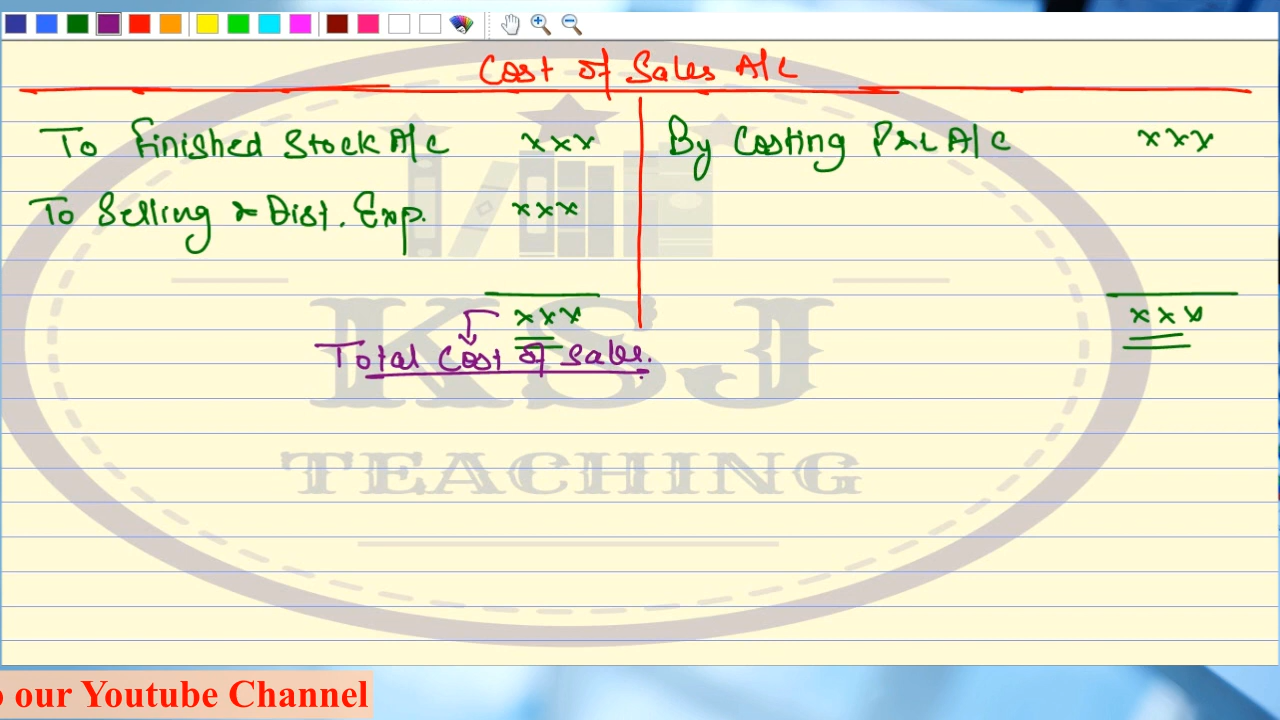 Cost of Sales A/C
To Finished Stock A/C xxx By Costing P&L A/C xxx
To Selling & Dist. Exp. xxx
xxx xxx
Total Cost of Sales.
KSJ
TEACHING
our Youtube Channel